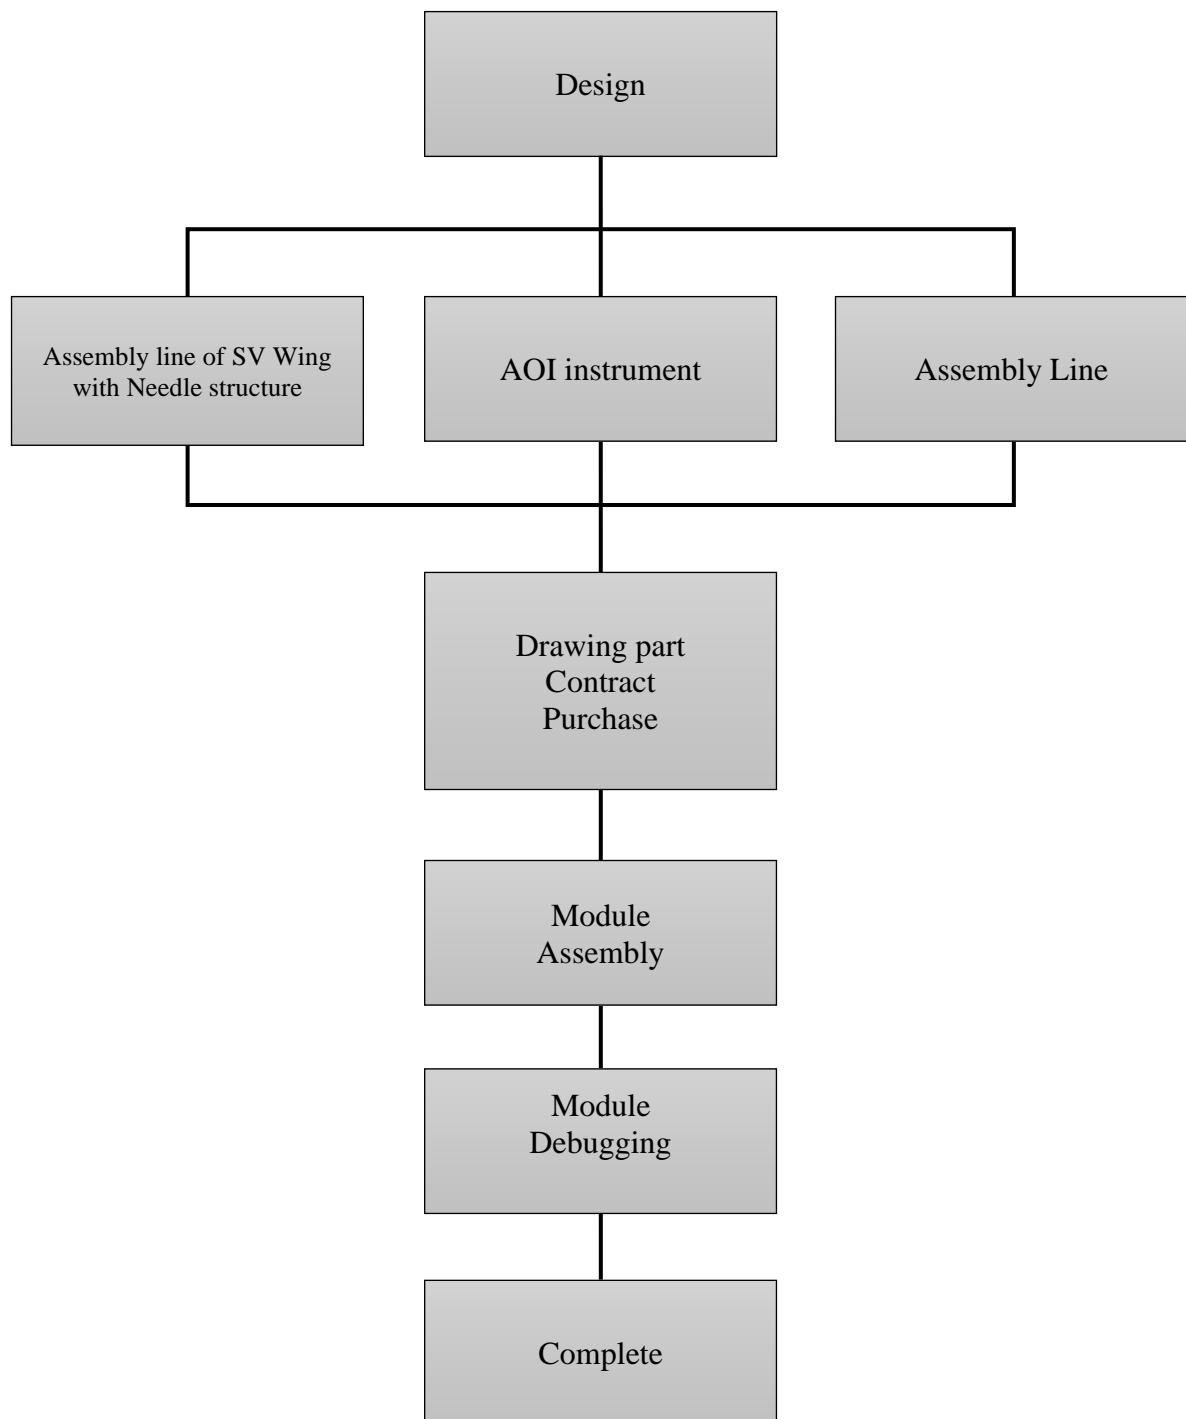 Design
Assembly line of SV Wing
with Needle structure
AOI instrument
Assembly Line
Drawing part
Contract
Purchase
Module
Assembly
Module
Debugging
Complete